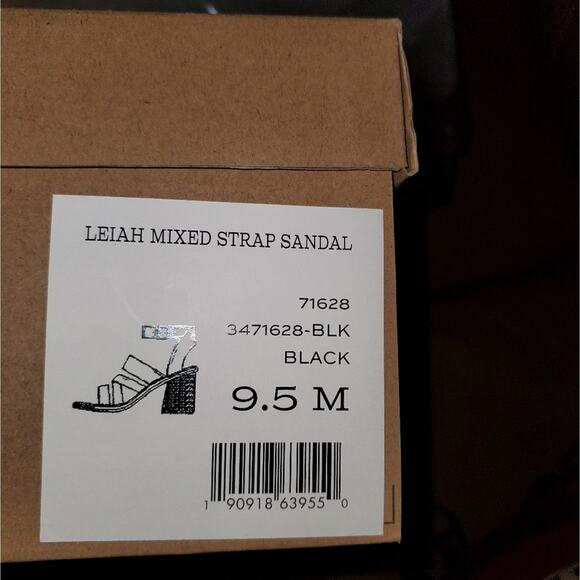 LEIAH MIXED STRAP SANDAL
71628
3471628-BLK
BLACK
9.5 M
1 90918 63955 0